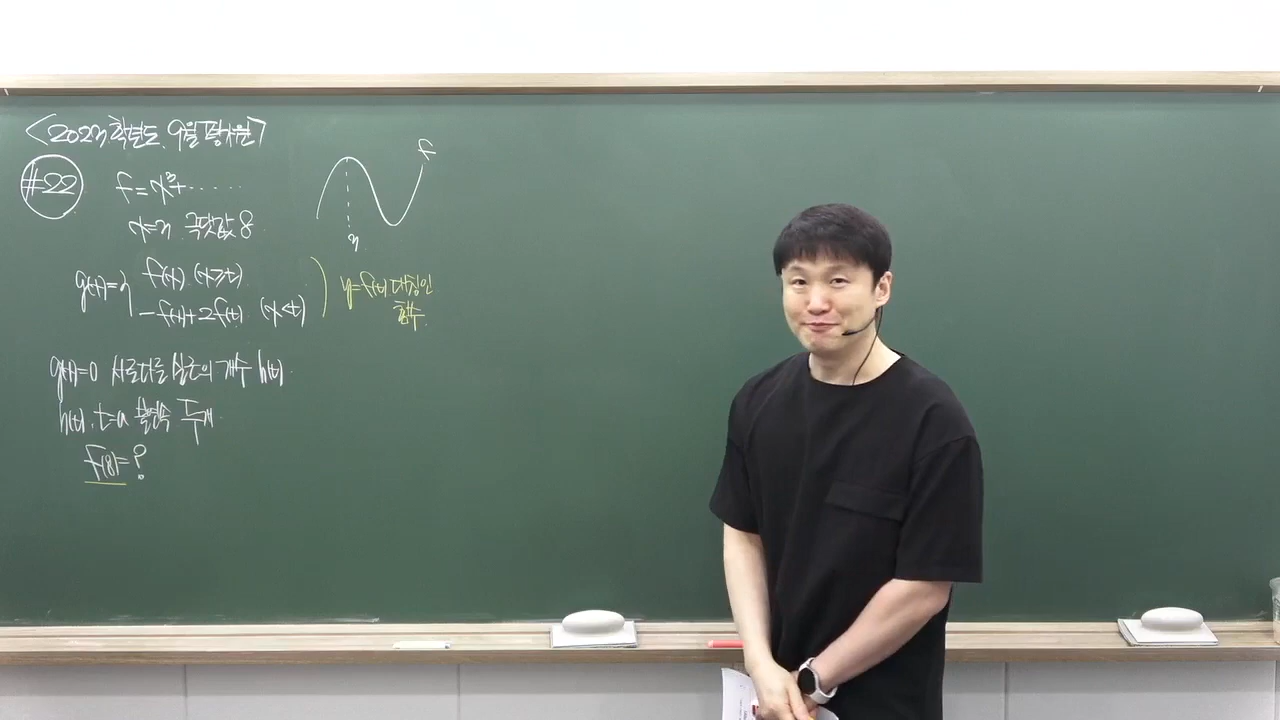 <2023학년도 9월 평가원>
#22
f=x³+······
x=n 극댓값 8
f
n
g(x)={ f(x) (x≥t)
-f(x)+2f(t) (x<t)
y=f(t) 대칭인
함수.
g(x)=0 서로다른 실근의 개수 h(t)
h(t), t=a 불연속 두개.
f(8)=?